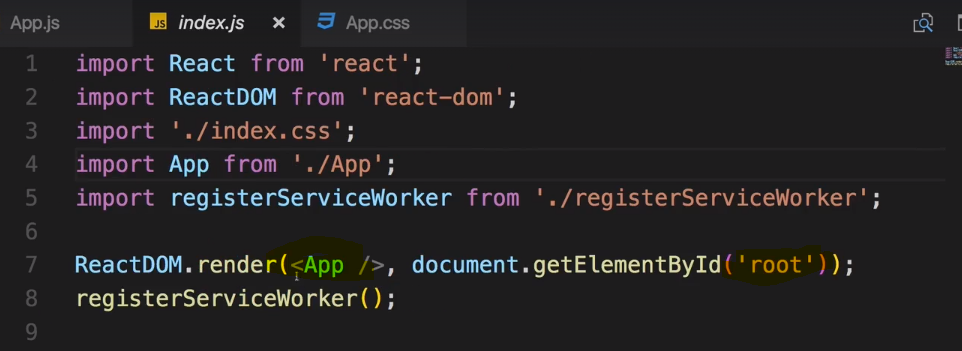 App.js JS index.js × App.css
1 import React from 'react';
2 import ReactDOM from 'react-dom';
3 import './index.css';
4 import App from './App';
5 import registerServiceWorker from './registerServiceWorker';
6
7 ReactDOM.render(<App />, document.getElementById('root'));
8 registerServiceWorker();
9